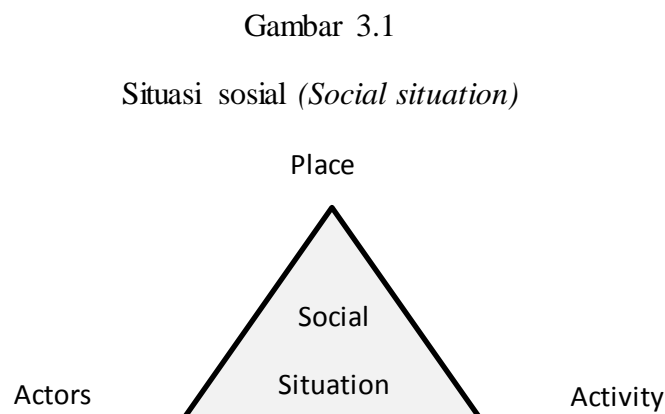 Gambar 3.1
Situasi sosial (Social situation)
Place
Social
Situation
Actors
Activity